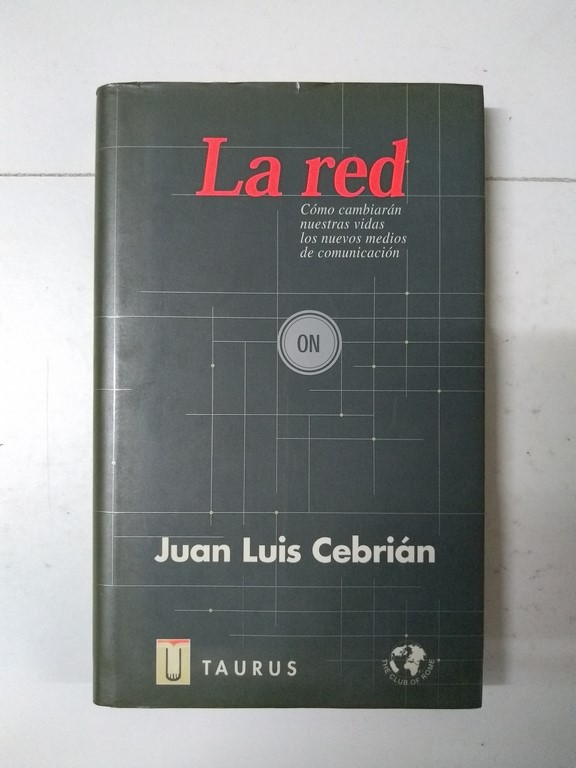 La red
Cómo cambiarán
nuestras vidas
los nuevos medios
de comunicación
ON
Juan Luis Cebrián
TAURUS
THE CLUB OF ROME